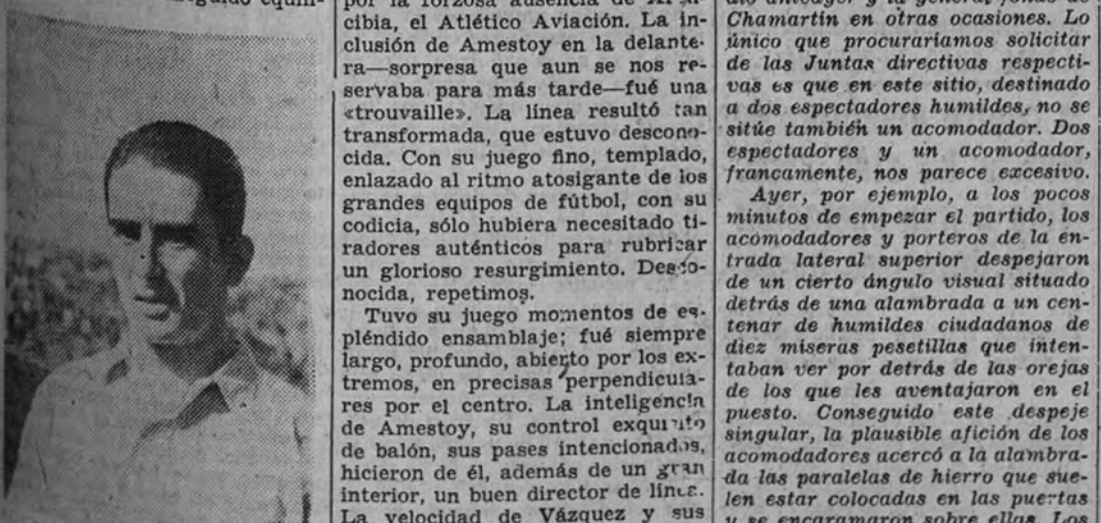 por la forzosa ausencia de
cibia, el Atlético Aviación. La in-
clusión de Amestoy en la delante-
ra—sorpresa que aun se nos re-
servaba para más tarde—fué una
«trouvaille». La línea resultó tan
transformada, que estuvo descono-
cida. Con su juego fino, templado,
enlazado al ritmo atosigante de los
grandes equipos de fútbol, con su
codicia, sólo hubiera necesitado ti-
radores auténticos para rubricar
un glorioso resurgimiento. Desco-
nocida, repetimos.
Tuvo su juego momentos de es-
pléndido ensamblaje; fué siempre
largo, profundo, abierto por los ex-
tremos, en precisas perpendicula-
res por el centro. La inteligencia
de Amestoy, su control exquisito
de balón, sus pases intencionados,
hicieron de él, además de un gran
interior, un buen director de línea.
La velocidad de Vázquez y sus
Chamartín en otras ocasiones. Lo
único que procurariamos solicitar
de las Juntas directivas respecti-
vas es que en este sitio, destinado
a dos espectadores humildes, no se
sitúe también un acomodador. Dos
espectadores y un acomodador,
francamente, nos parece excesivo.
Ayer, por ejemplo, a los pocos
minutos de empezar el partido, los
acomodadores y porteros de la en-
trada lateral superior despejaron
de un cierto ángulo visual situado
detrás de una alambrada a un cen-
tenar de humildes ciudadanos de
diez míseras pesetillas que inten-
taban ver por detrás de las orejas
de los que les aventajaron en el
puesto. Conseguido este despeje
singular, la plausible afición de los
acomodadores acercó a la alambra-
da las paralelas de hierro que sue-
len estar colocadas en las puertas
y se encaramaron sobre ellas. Los